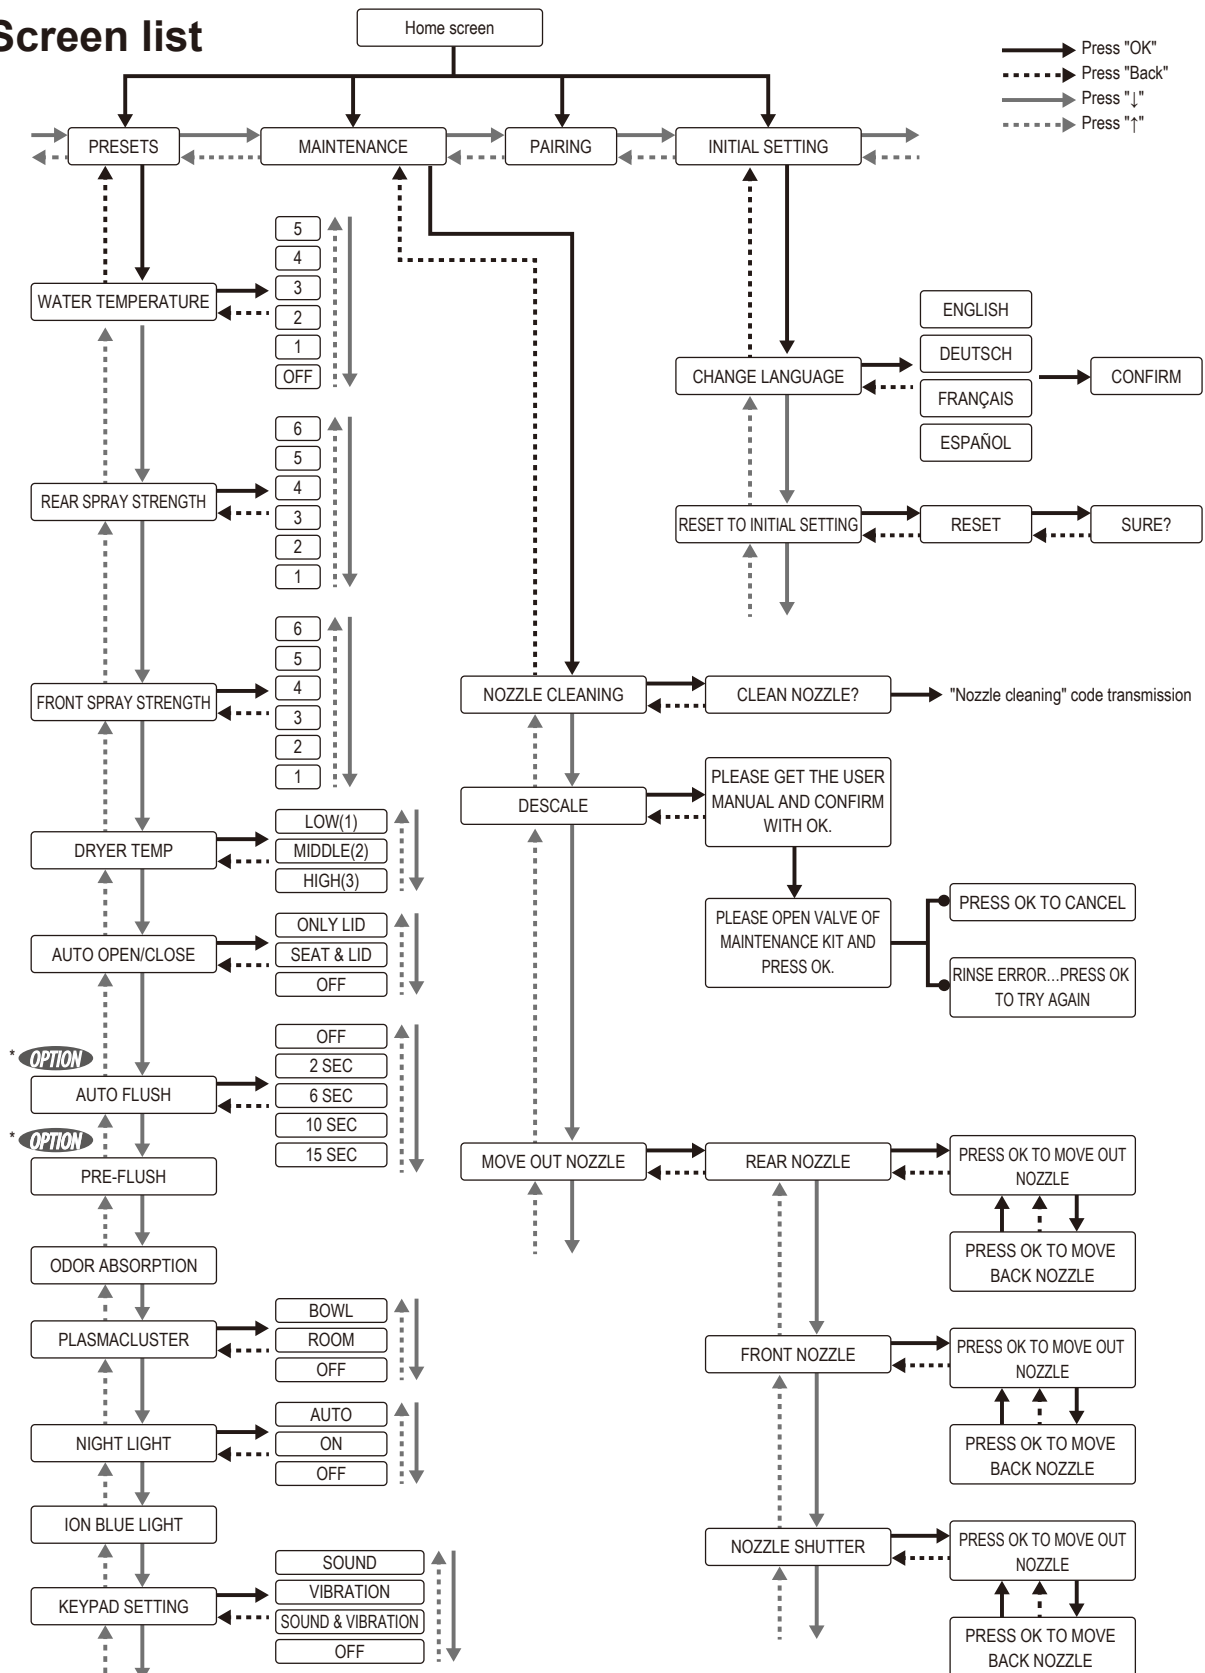 Screen list
Home screen
Press "OK"
Press "Back"
Press "↓"
Press "↑"
PRESETS
MAINTENANCE
PAIRING
INITIAL SETTING
WATER TEMPERATURE
5
4
3
2
1
OFF
REAR SPRAY STRENGTH
6
5
4
3
2
1
FRONT SPRAY STRENGTH
6
5
4
3
2
1
DRYER TEMP
LOW(1)
MIDDLE(2)
HIGH(3)
AUTO OPEN/CLOSE
ONLY LID
SEAT & LID
OFF
* OPTION
AUTO FLUSH
OFF
2 SEC
6 SEC
10 SEC
15 SEC
* OPTION
PRE-FLUSH
ODOR ABSORPTION
PLASMACLUSTER
BOWL
ROOM
OFF
NIGHT LIGHT
AUTO
ON
OFF
ION BLUE LIGHT
KEYPAD SETTING
SOUND
VIBRATION
SOUND & VIBRATION
OFF
NOZZLE CLEANING
CLEAN NOZZLE?
"Nozzle cleaning" code transmission
DESCALE
PLEASE GET THE USER
MANUAL AND CONFIRM
WITH OK.
PLEASE OPEN VALVE OF
MAINTENANCE KIT AND
PRESS OK.
PRESS OK TO CANCEL
RINSE ERROR...PRESS OK
TO TRY AGAIN
MOVE OUT NOZZLE
REAR NOZZLE
PRESS OK TO MOVE OUT
NOZZLE
PRESS OK TO MOVE
BACK NOZZLE
FRONT NOZZLE
PRESS OK TO MOVE OUT
NOZZLE
PRESS OK TO MOVE
BACK NOZZLE
NOZZLE SHUTTER
PRESS OK TO MOVE OUT
NOZZLE
PRESS OK TO MOVE
BACK NOZZLE
CHANGE LANGUAGE
ENGLISH
DEUTSCH
FRANÇAIS
ESPAÑOL
CONFIRM
RESET TO INITIAL SETTING
RESET
SURE?